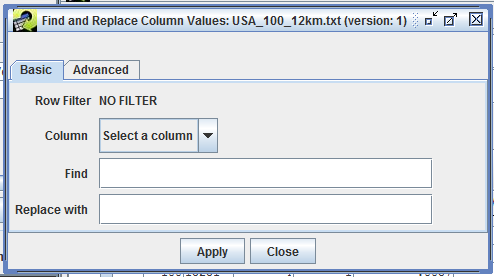 Find and Replace Column Values: USA_100_12km.txt (version: 1)
Basic Advanced
Row Filter NO FILTER
Column Select a column
Find
Replace with
Apply Close